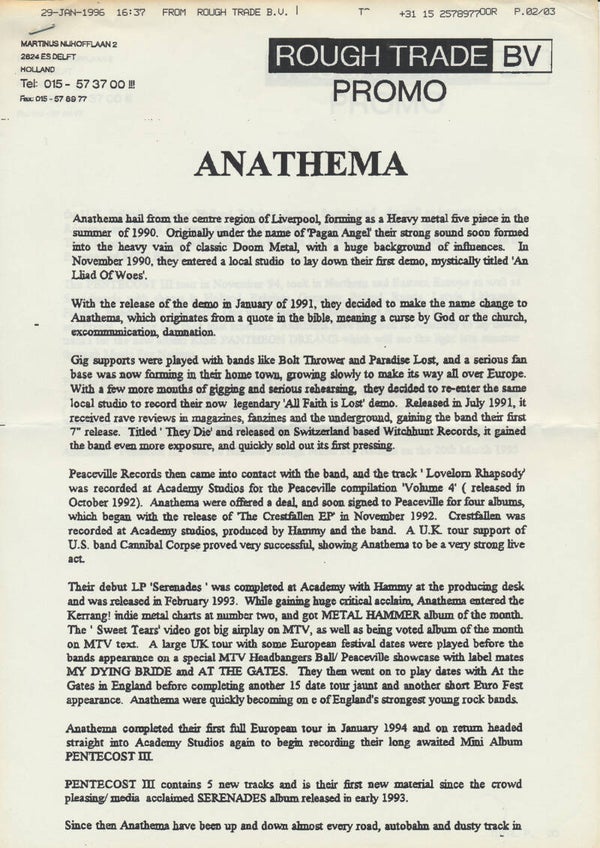 29-JAN-1996 16:37 FROM ROUGH TRADE B.V. TO +31 15 2578977OOR P.02/03
MARTINUS NIJHOFFLAAN 2
2624 ES DELFT
HOLLAND
Tel: 015 - 57 37 00 !!!
Fax: 015 - 57 89 77
ROUGH TRADE BV
PROMO
ANATHEMA
Anathema hail from the centre region of Liverpool, forming as a Heavy metal five piece in the
summer of 1990. Originally under the name of 'Pagan Angel' their strong sound soon formed
into the heavy vain of classic Doom Metal, with a huge background of influences. In
November 1990, they entered a local studio to lay down their first demo, mystically titled 'An
Lliad Of Woes'.
With the release of the demo in January of 1991, they decided to make the name change to
Anathema, which originates from a quote in the bible, meaning a curse by God or the church,
excommunication, damnation.
Gig supports were played with bands like Bolt Thrower and Paradise Lost, and a serious fan
base was now forming in their home town, growing slowly to make its way all over Europe.
With a few more months of gigging and serious rehearsing, they decided to re-enter the same
local studio to record their now legendary 'All Faith is Lost' demo. Released in July 1991, it
received rave reviews in magazines, fanzines and the underground, gaining the band their first
7" release. Titled ' They Die' and released on Switzerland based Witchhunt Records, it gained
the band even more exposure, and quickly sold out its first pressing.
Peaceville Records then came into contact with the band, and the track ' Lovelorn Rhapsody'
was recorded at Academy Studios for the Peaceville compilation 'Volume 4' ( released in
October 1992). Anathema were offered a deal, and soon signed to Peaceville for four albums,
which began with the release of 'The Crestfallen EP' in November 1992. Crestfallen was
recorded at Academy studios, produced by Hammy and the band. A U.K. tour support of
U.S. band Cannibal Corpse proved very successful, showing Anathema to be a very strong live
act.
Their debut LP 'Serenades ' was completed at Academy with Hammy at the producing desk
and was released in February 1993. While gaining huge critical acclaim, Anathema entered the
Kerrang! indie metal charts at number two, and got METAL HAMMER album of the month.
The ' Sweet Tears' video got big airplay on MTV, as well as being voted album of the month
on MTV text. A large UK tour with some European festival dates were played before the
bands appearance on a special MTV Headbangers Ball/ Peaceville showcase with label mates
MY DYING BRIDE and AT THE GATES. They then went on to play dates with At the
Gates in England before completing another 15 date tour jaunt and another short Euro Fest
appearance. Anathema were quickly becoming on e of England's strongest young rock bands.
Anathema completed their first full European tour in January 1994 and on return headed
straight into Academy Studios again to begin recording their long awaited Mini Album
PENTECOST III.
PENTECOST III contains 5 new tracks and is their first new material since the crowd
pleasing/ media acclaimed SERENADES album released in early 1993.
Since then Anathema have been up and down almost every road, autobahn and dusty track in